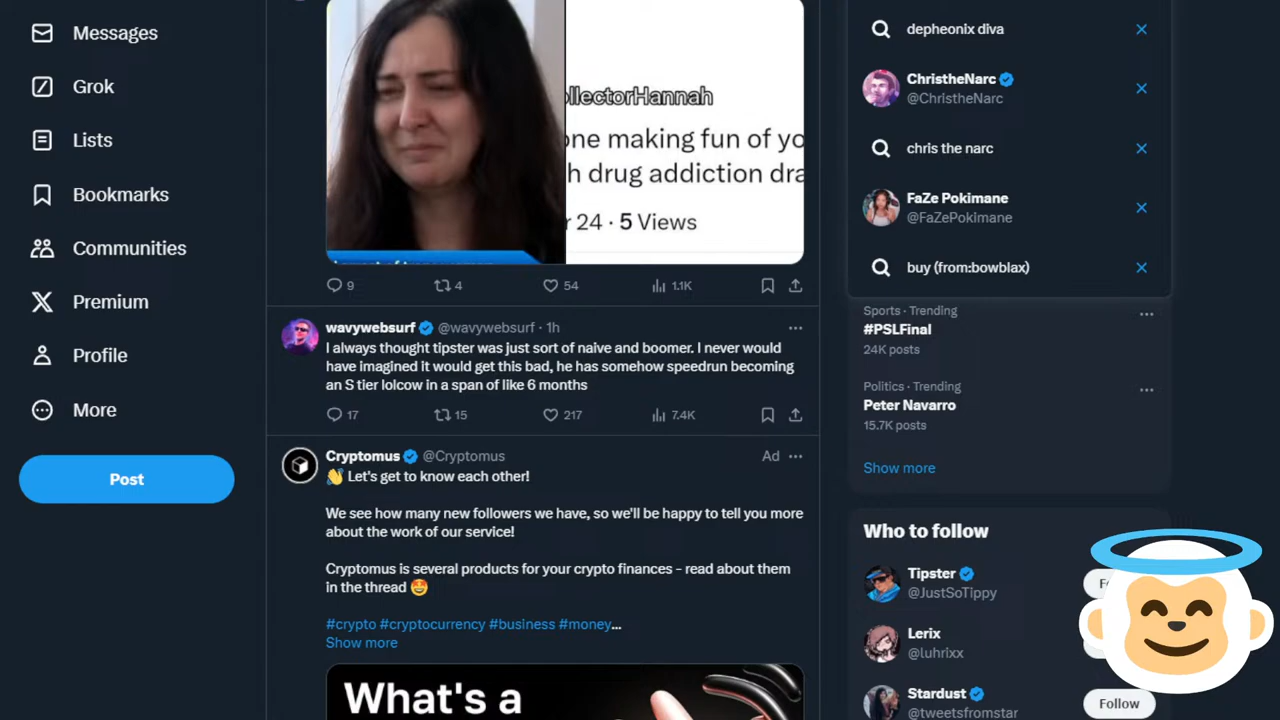 Messages
Grok
Lists
Bookmarks
Communities
Premium
Profile
More
Post
ollectorHannah
one making fun of yo
h drug addiction dra
24 · 5 Views
9 4 54 1.1K
wavywebsurf @wavywebsurf · 1h
I always thought tipster was just sort of naive and boomer. I never would
have imagined it would get this bad, he has somehow speedrun becoming
an S tier lolcow in a span of like 6 months
17 15 217 7.4K
Cryptomus @Cryptomus Ad
👋 Let's get to know each other!
We see how many new followers we have, so we'll be happy to tell you more
about the work of our service!
Cryptomus is several products for your crypto finances - read about them
in the thread 🤩
#crypto #cryptocurrency #business #money...
Show more
What's a
depheonix diva
ChristheNarc
@ChristheNarc
chris the narc
FaZe Pokimane
@FaZePokimane
buy (from:bowblax)
Sports · Trending
#PSLFinal
24K posts
Politics · Trending
Peter Navarro
15.7K posts
Show more
Who to follow
Tipster
@JustSoTippy
Lerix
@luhrixx
Stardust
@tweetsfromstar
Follow